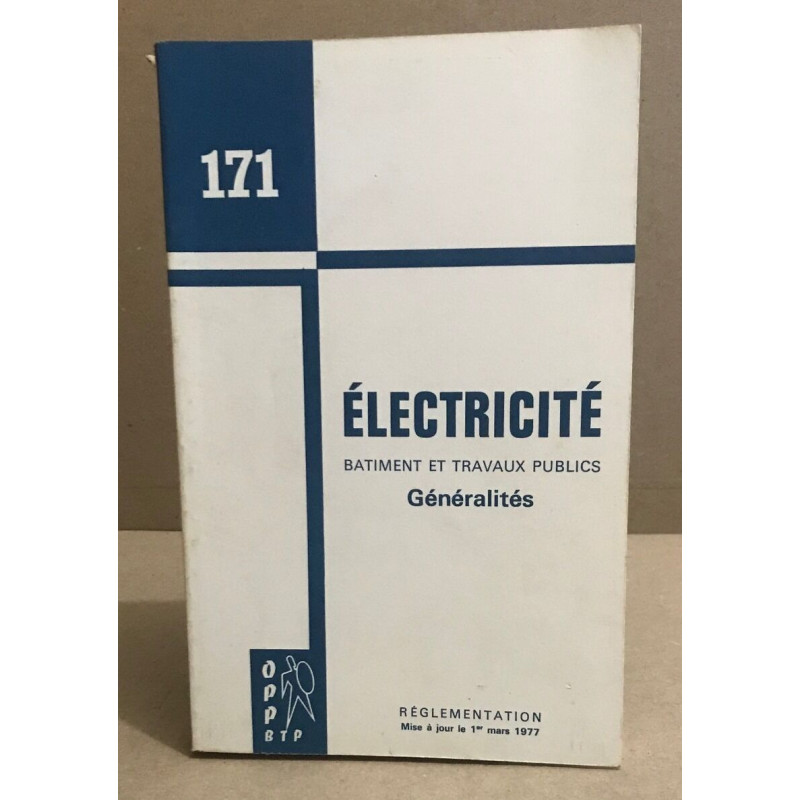 171
ÉLECTRICITÉ
BATIMENT ET TRAVAUX PUBLICS
Généralités
OPP
BTP
RÉGLEMENTATION
Mise à jour le 1er mars 1977